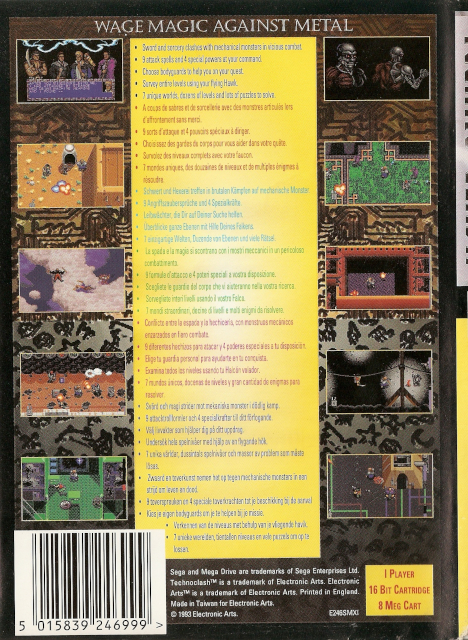 WAGE MAGIC AGAINST METAL
• Sword and sorcery clashes with mechanical monsters in vicious combat.
• 9 attack spells and 4 special powers at your command.
• Choose bodyguards to help you on your quest.
• Survey entire levels using your flying Hawk.
• 7 unique worlds, dozens of levels and lots of puzzles to solve.
• A coups de sabres et de sorcellerie avec des monstres articulés lors
d'affrontement sans merci.
• 9 sorts d'attaque et 4 pouvoirs spéciaux à diriger.
• Choisissez des gardes du corps pour vous aider dans votre quête.
• Survolez des niveaux complets avec votre faucon.
• 7 mondes uniques, des douzaines de niveaux et de multiples énigmes à
résoudre.
• Schwert und Hexerei treffen in brutalen Kämpfen auf mechanische Monster
• 9 Angriffszaubersprüche und 4 Spezialkräfte.
• Leibwächter, die Dir auf Deiner Suche helfen.
• Überblicke ganze Ebenen mit Hilfe Deines Falkens.
• 7 einzigartige Welten, Dutzende von Ebenen und viele Rätsel.
• La spada e la magia si scontrano con i mostri meccanici in un pericoloso
combattimento.
• 9 formule d'attacco e 4 poteri speciali a vostra disposizione.
• Scegliete le guardie del corpo che vi aiuteranno nella vostra ricerca.
• Sorvegliate interi livelli usando il vostro Falco.
• 7 mondi straordinari, decine di livelli e molti enigmi da risolvere.
• Conflicto entre la espada y la hechicería, con monstruos mecánicos
enzarzados en fiero combate.
• 9 diferentes hechizos para atacar y 4 poderes especiales a tu disposición.
• Elige tu guardia personal para ayudarte en tu conquista.
• Examina todos los niveles usando tu Halcón volador.
• 7 mundos únicos, docenas de niveles y gran cantidad de enigmas para
resolver.
• Svärd och magi strider mot mekaniska monster i dödlig kamp.
• 9 attacktrollformler och 4 specialkrafter till ditt förfogande.
• Välj livvakter som hjälper dig på ditt uppdrag.
• Undersök hela spelnivåer med hjälp av en flygande hök.
• 7 unika världar, dussintals spelnivåer och massor av problem som måste
lösas.
• Zwaard en toverkunst nemen het op tegen mechanische monsters in een
strijd om leven en dood.
• 9 toverspreuken en 4 speciale toverkrachten tot je beschikking bij de aanval
• Kies je eigen bodyguards om je te helpen bij je missie.
• Verkennen van de niveaus met behulp van je vliegende havik.
• 7 unieke werelden, tientallen niveaus en vele puzzels om op te
lossen.
Sega and Mega Drive are trademarks of Sega Enterprises Ltd.
Technoclash™ is a trademark of Electronic Arts. Electronic
Arts™ is a trademark of Electronic Arts. Printed in England.
Made in Taiwan for Electronic Arts.
© 1993 Electronic Arts. E246SMXI
1 PLAYER
16 BIT CARTRIDGE
8 MEG CART
5 015839 246999 >